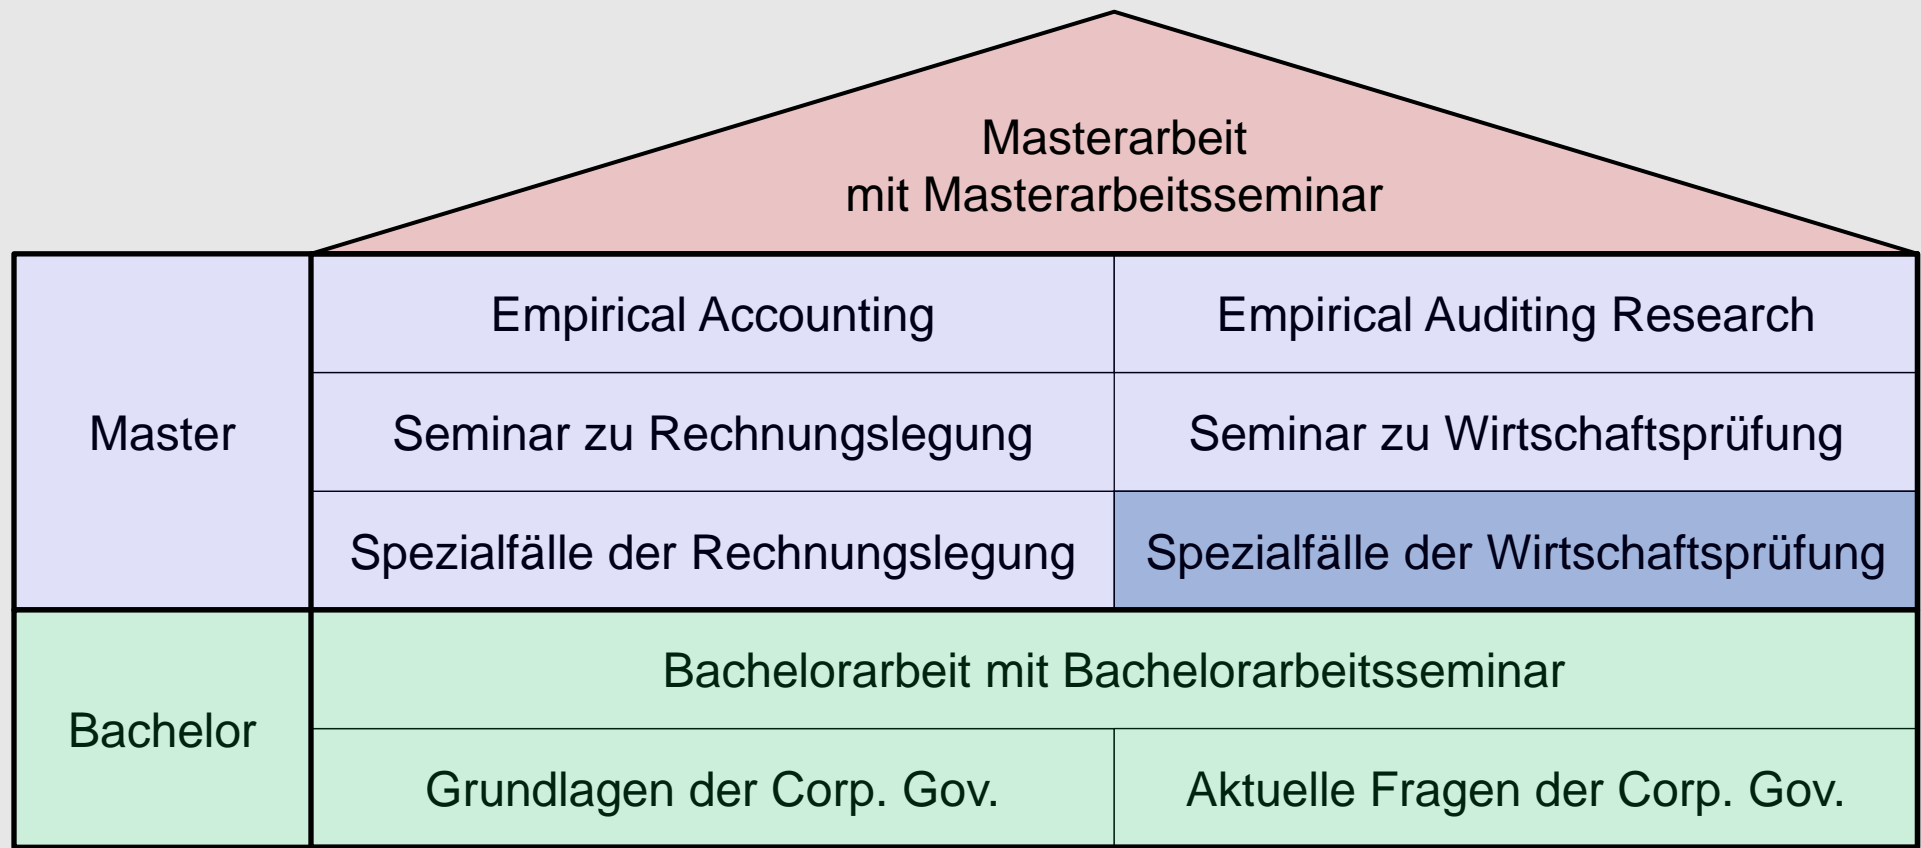 Masterarbeit
mit Masterarbeitsseminar
Empirical Accounting
Empirical Auditing Research
Master
Seminar zu Rechnungslegung
Seminar zu Wirtschaftsprüfung
Spezialfälle der Rechnungslegung
Spezialfälle der Wirtschaftsprüfung
Bachelorarbeit mit Bachelorarbeitsseminar
Bachelor
Grundlagen der Corp. Gov.
Aktuelle Fragen der Corp. Gov.